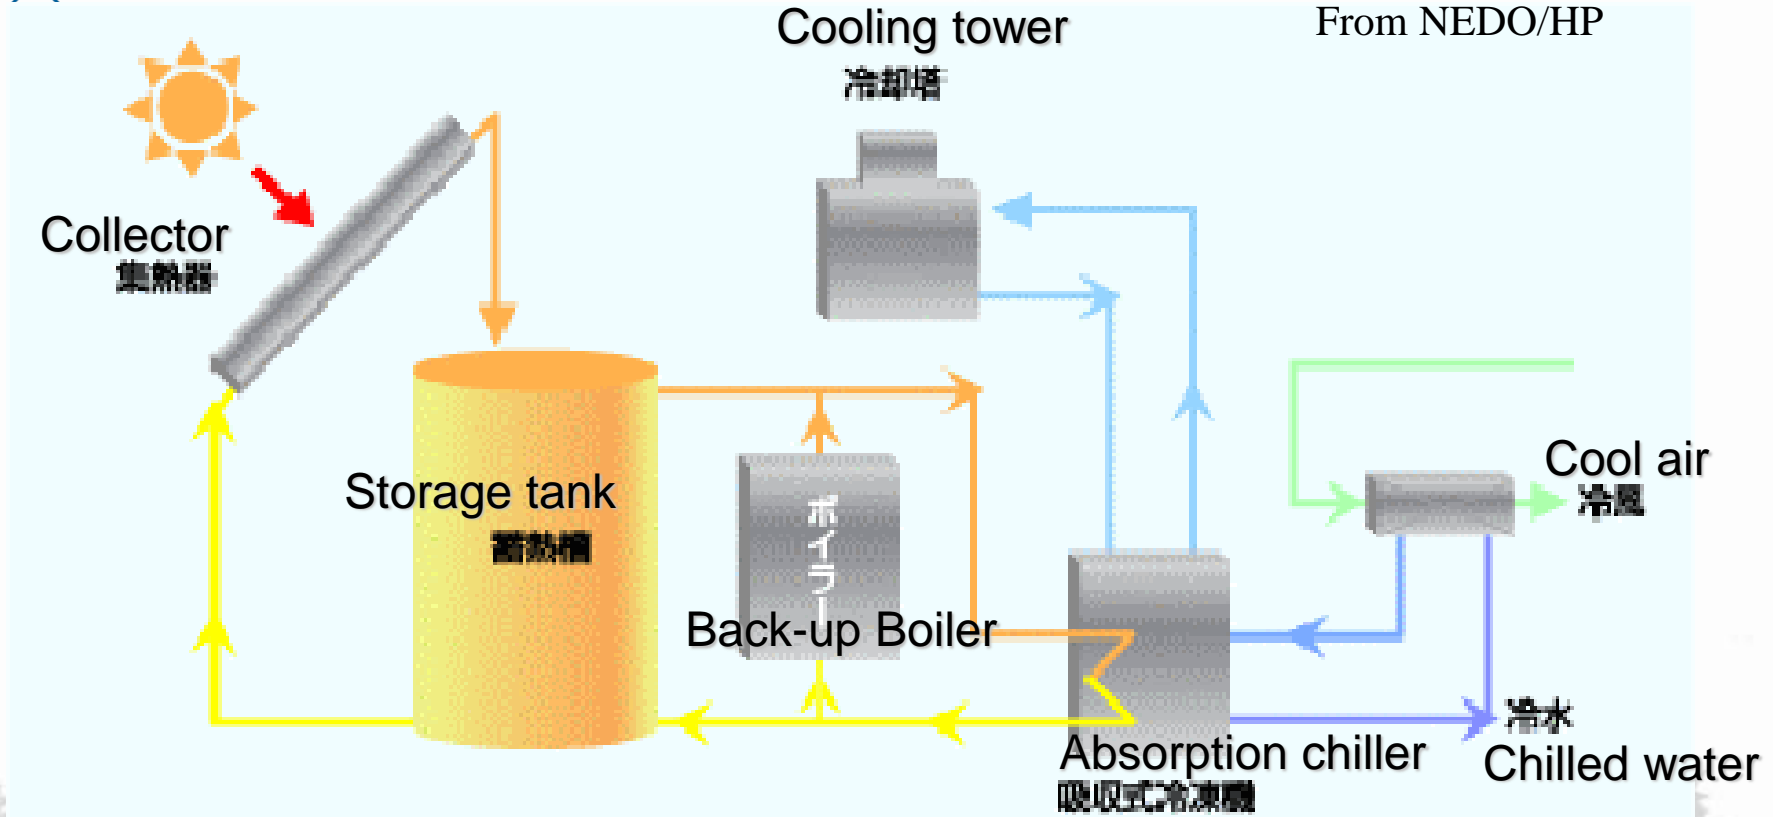 From NEDO/HP
Cooling tower
冷却塔
Collector
集熱器
Storage tank
蓄熱槽
ボイラー
Back-up Boiler
Cool air
冷風
冷水
Chilled water
Absorption chiller
吸収式冷凍機